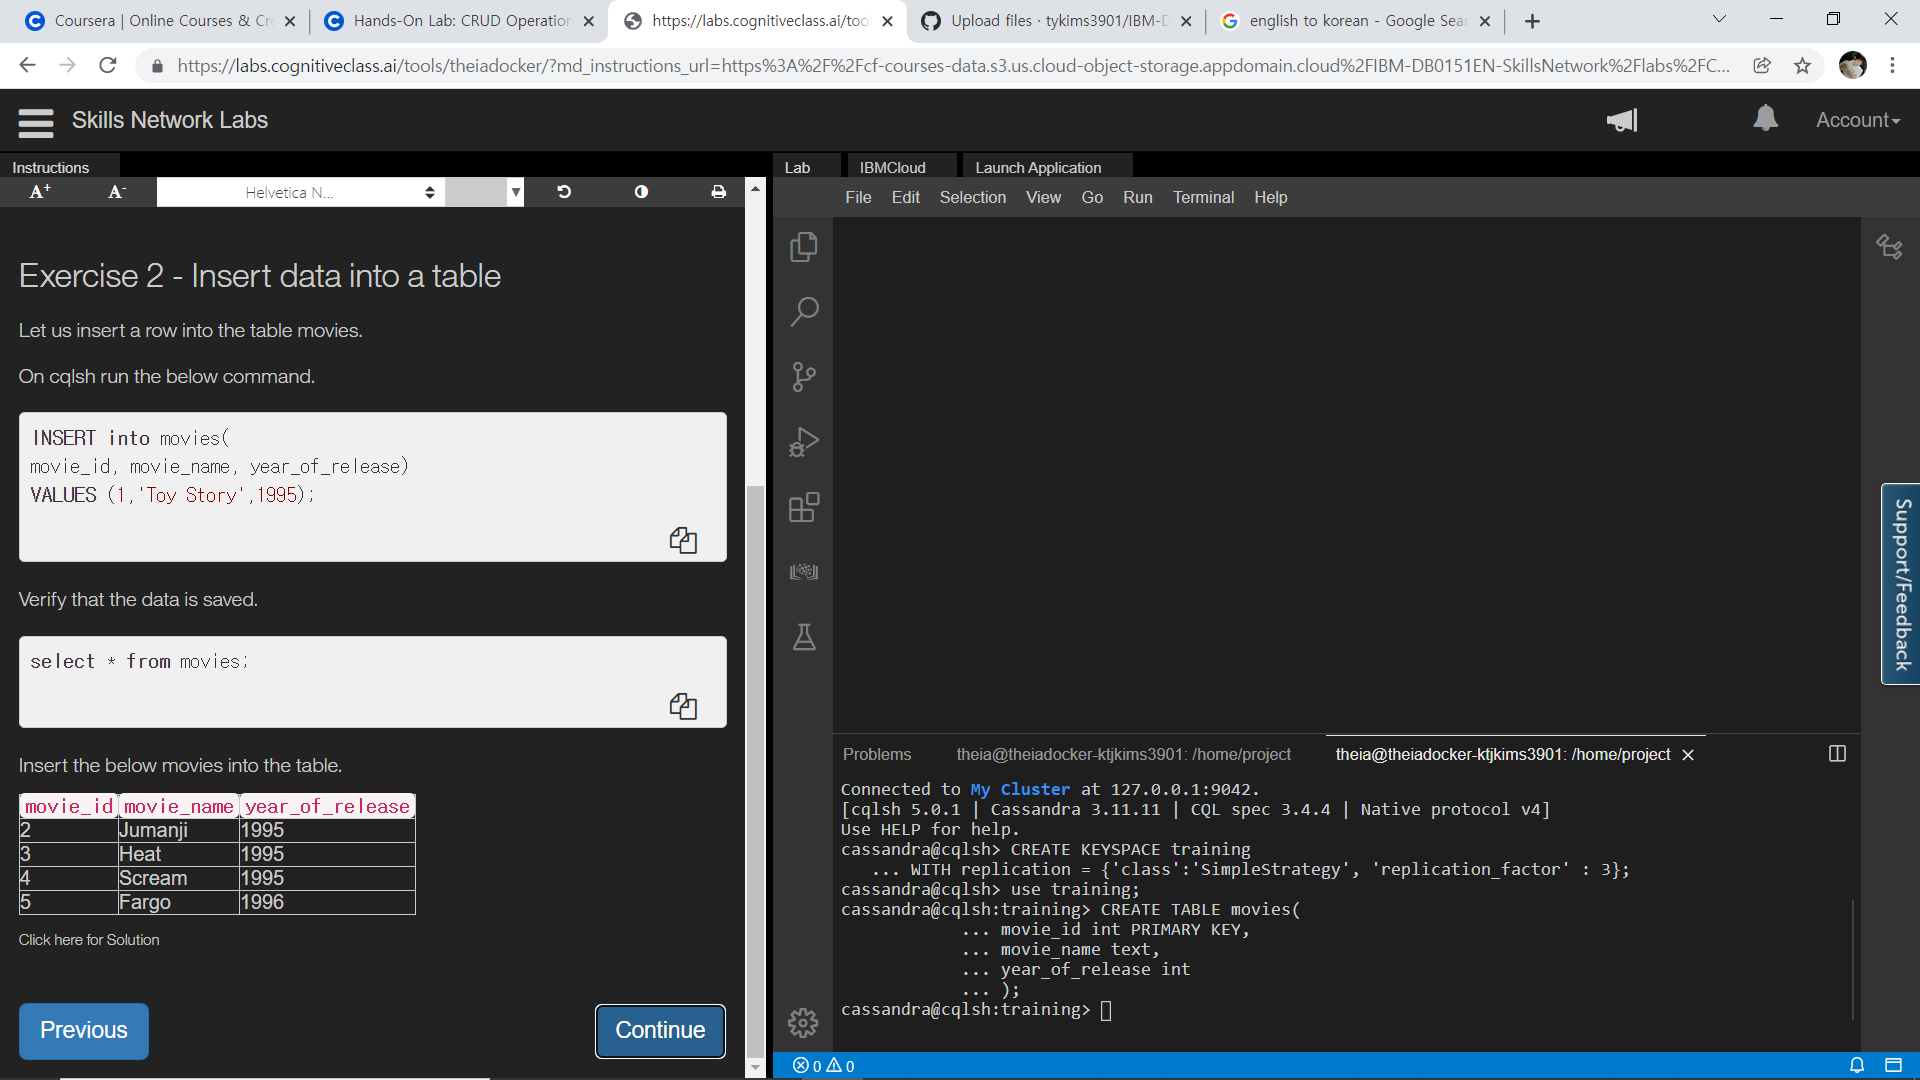 Coursera | Online Courses & Cr
Hands-On Lab: CRUD Operation
https://labs.cognitiveclass.ai/too
Upload files · tykims3901/IBM-D
english to korean - Google Sear
https://labs.cognitiveclass.ai/tools/theiadocker/?md_instructions_url=https%3A%2F%2Fcf-courses-data.s3.us.cloud-object-storage.appdomain.cloud%2FIBM-DB0151EN-SkillsNetwork%2Flabs%2FC...
Skills Network Labs
Account
Instructions
A+ A- Helvetica N...
Exercise 2 - Insert data into a table
Let us insert a row into the table movies.
On cqlsh run the below command.
INSERT into movies(
movie_id, movie_name, year_of_release)
VALUES (1,'Toy Story',1995);
Verify that the data is saved.
select * from movies;
Insert the below movies into the table.
movie_id movie_name year_of_release
2 Jumanji 1995
3 Heat 1995
4 Scream 1995
5 Fargo 1996
Click here for Solution
Previous
Continue
Lab
IBMCloud
Launch Application
File Edit Selection View Go Run Terminal Help
Support/Feedback
Problems
theia@theiadocker-ktjkims3901: /home/project
theia@theiadocker-ktjkims3901: /home/project
Connected to My Cluster at 127.0.0.1:9042.
[cqlsh 5.0.1 | Cassandra 3.11.11 | CQL spec 3.4.4 | Native protocol v4]
Use HELP for help.
cassandra@cqlsh> CREATE KEYSPACE training
... WITH replication = {'class':'SimpleStrategy', 'replication_factor' : 3};
cassandra@cqlsh> use training;
cassandra@cqlsh:training> CREATE TABLE movies(
... movie_id int PRIMARY KEY,
... movie_name text,
... year_of_release int
... );
cassandra@cqlsh:training>
0 0